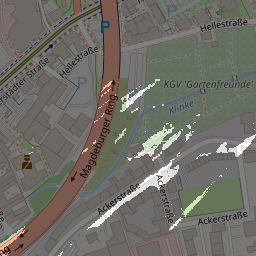 Hellestraße
P
Hellestraße
KGV 'Gartenfreunde'
Klinke
Magdeburger Ring
Ackerstraße
Ackerstraße
Ackerstraße
P